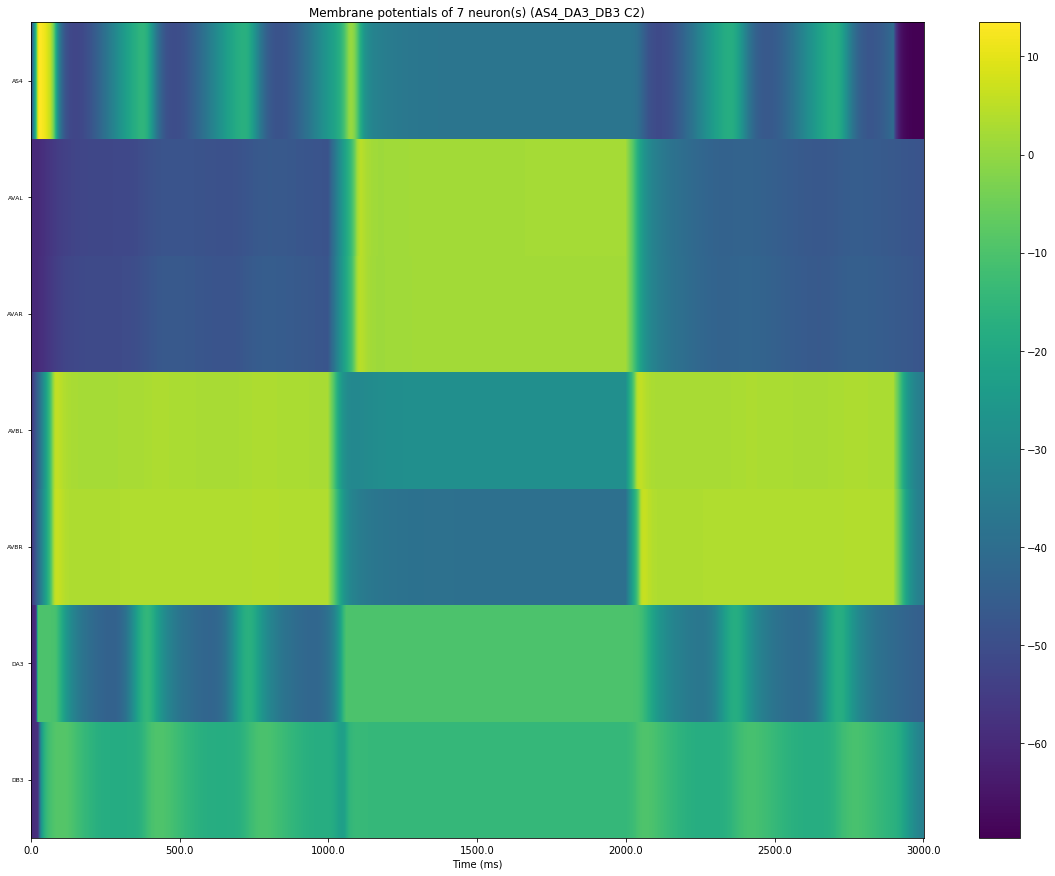 Membrane potentials of 7 neuron(s) (AS4_DA3_DB3 C2)
AS4
AVAL
AVAR
AVBL
AVBR
DA3
DB3
0.0 500.0 1000.0 1500.0 2000.0 2500.0 3000.0
Time (ms)
10
0
−10
−20
−30
−40
−50
−60